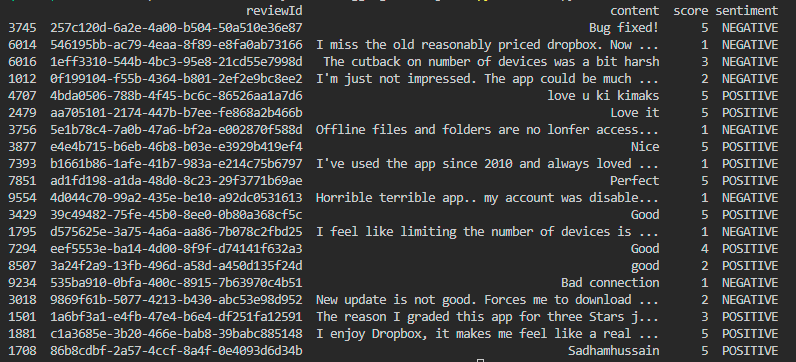 reviewId content score sentiment
3745 257c120d-6a2e-4a00-b504-50a510e36e87 Bug fixed! 5 NEGATIVE
6014 546195bb-ac79-4eaa-8f89-e8fa0ab73166 I miss the old reasonably priced dropbox. Now ... 1 NEGATIVE
6016 1eff3310-544b-4bc3-95e8-21cd55e7998d The cutback on number of devices was a bit harsh 3 NEGATIVE
1012 0f199104-f55b-4364-b801-2ef2e9bc8ee2 I'm just not impressed. The app could be much ... 2 NEGATIVE
4707 4bda0506-788b-4f45-bc6c-86526aa1a7d6 love u ki kimaks 5 POSITIVE
2479 aa705101-2174-447b-b7ee-fe868a2b466b Love it 5 POSITIVE
3756 5e1b78c4-7a0b-47a6-bf2a-e002870f588d Offline files and folders are no lonfer access... 1 NEGATIVE
3877 e4e4b715-b6eb-46b8-b03e-e3929b419ef4 Nice 5 POSITIVE
7393 b1661b86-1afe-41b7-983a-e214c75b6797 I've used the app since 2010 and always loved ... 1 POSITIVE
7851 ad1fd198-a1da-48d0-8c23-29f3771b69ae Perfect 5 POSITIVE
9554 4d044c70-99a2-435e-be10-a92dc0531613 Horrible terrible app.. my account was disable... 1 NEGATIVE
3429 39c49482-75fe-45b0-8ee0-0b80a368cf5c Good 5 POSITIVE
1795 d575625e-3a75-4a6a-aa86-7b078c2fbd25 I feel like limiting the number of devices is ... 1 NEGATIVE
7294 eef5553e-ba14-4d00-8f9f-d74141f632a3 Good 4 POSITIVE
8507 3a24f2a9-13fb-496d-a58d-a450d135f24d good 2 POSITIVE
9234 535ba910-0bfa-400c-8915-7b63970c4b51 Bad connection 1 NEGATIVE
3018 9869f61b-5077-4213-b430-abc53e98d952 New update is not good. Forces me to download ... 2 NEGATIVE
1501 1a6bf3a1-e4fb-47e4-b6e4-df251fa12591 The reason I graded this app for three Stars j... 3 POSITIVE
1881 c1a3685e-3b20-466e-bab8-39babc885148 I enjoy Dropbox, it makes me feel like a real ... 5 POSITIVE
1708 86b8cdbf-2a57-4ccf-8a4f-0e4093d6d34b Sadhamhussain 5 POSITIVE